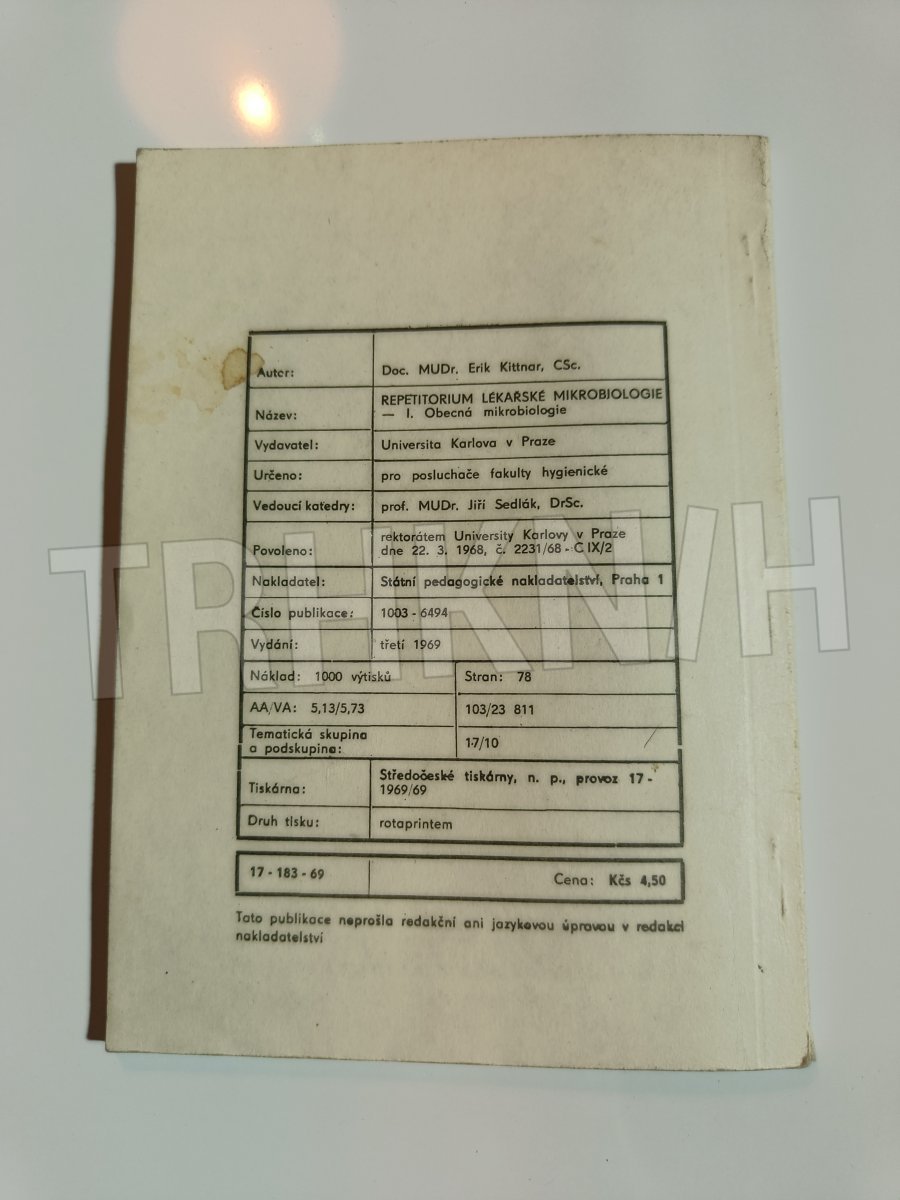 Autor: Doc. MUDr. Erik Kittnar, CSc.
Název: REPETITORIUM LÉKAŘSKÉ MIKROBIOLOGIE
— I. Obecná mikrobiologie
Vydavatel: Universita Karlova v Praze
Určeno: pro posluchače fakulty hygienické
Vedoucí katedry: prof. MUDr. Jiří Sedlák, DrSc.
Povoleno: rektorátem University Karlovy v Praze
dne 22. 3. 1968, č. 2231/68 - C IX/2
Nakladatel: Státní pedagogické nakladatelství, Praha 1
Číslo publikace: 1003 - 6494
Vydání: třetí 1969
Náklad: 1000 výtisků Stran: 78
AA/VA: 5,13/5,73 103/23 811
Tematická skupina
a podskupina: 17/10
Tiskárna: Středočeské tiskárny, n. p., provoz 17 -
1969/69
Druh tisku: rotaprintem
17 - 183 - 69 Cena: Kčs 4,50
Tato publikace neprošla redakční ani jazykovou úpravou v redakci
nakladatelství
TRHKNIH